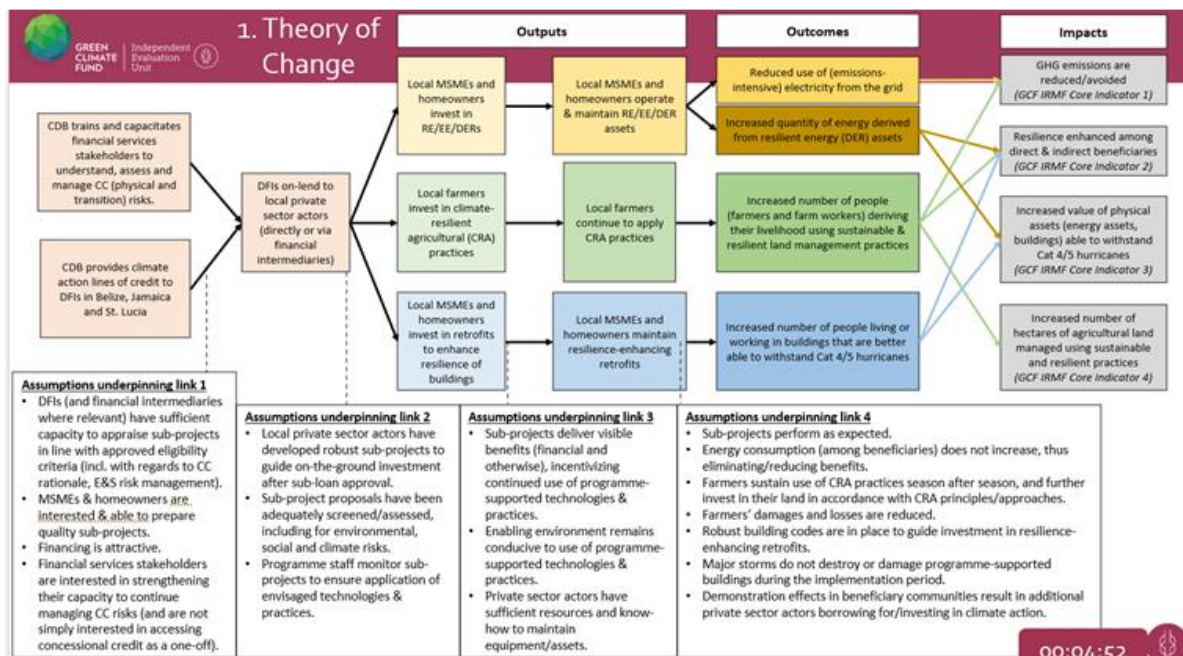 GREEN
CLIMATE
FUND
Independent
Evaluation
Unit
1. Theory of
Change
Outputs
Outcomes
Impacts
CDB trains and capacitates
financial services
stakeholders to
understand, assess and
manage CC (physical and
transition) risks.
CDB provides climate
action lines of credit to
DFIs in Belize, Jamaica
and St. Lucia
DFIs on-lend to
local private
sector actors
(directly or via
financial
intermediaries)
Local MSMEs and
homeowners
invest in
RE/EE/DERs
Local MSMEs and
homeowners operate
& maintain RE/EE/DER
assets
Reduced use of (emissions-
intensive) electricity from the grid
Increased quantity of energy derived
from resilient energy (DER) assets
Local farmers
invest in climate-
resilient
agricultural (CRA)
practices
Local farmers
continue to apply
CRA practices
Increased number of people
(farmers and farm workers) deriving
their livelihood using sustainable &
resilient land management practices
Local MSMEs and
homeowners
invest in retrofits
to enhance
resilience of
buildings
Local MSMEs and
homeowners maintain
resilience-enhancing
retrofits
Increased number of people living or
working in buildings that are better
able to withstand Cat 4/5 hurricanes
GHG emissions are
reduced/avoided
(GCF IRMF Core Indicator 1)
Resilience enhanced among
direct & indirect beneficiaries
(GCF IRMF Core Indicator 2)
Increased value of physical
assets (energy assets,
buildings) able to withstand
Cat 4/5 hurricanes
(GCF IRMF Core Indicator 3)
Increased number of
hectares of agricultural land
managed using sustainable
and resilient practices
(GCF IRMF Core Indicator 4)
Assumptions underpinning link 1
• DFIs (and financial intermediaries
where relevant) have sufficient
capacity to appraise sub-projects
in line with approved eligibility
criteria (incl. with regards to CC
rationale, E&S risk management).
• MSMEs & homeowners are
interested & able to prepare
quality sub-projects.
• Financing is attractive.
• Financial services stakeholders
are interested in strengthening
their capacity to continue
managing CC risks (and are not
simply interested in accessing
concessional credit as a one-off).
Assumptions underpinning link 2
• Local private sector actors have
developed robust sub-projects to
guide on-the-ground investment
after sub-loan approval.
• Sub-project proposals have been
adequately screened/assessed,
including for environmental,
social and climate risks.
• Programme staff monitor sub-
projects to ensure application of
envisaged technologies &
practices.
Assumptions underpinning link 3
• Sub-projects deliver visible
benefits (financial and
otherwise), incentivizing
continued use of programme-
supported technologies &
practices.
• Enabling environment remains
conducive to use of programme-
supported technologies &
practices.
• Private sector actors have
sufficient resources and know-
how to maintain
equipment/assets.
Assumptions underpinning link 4
• Sub-projects perform as expected.
• Energy consumption (among beneficiaries) does not increase, thus
eliminating/reducing benefits.
• Farmers sustain use of CRA practices season after season, and further
invest in their land in accordance with CRA principles/approaches.
• Farmers' damages and losses are reduced.
• Robust building codes are in place to guide investment in resilience-
enhancing retrofits.
• Major storms do not destroy or damage programme-supported
buildings during the implementation period.
• Demonstration effects in beneficiary communities result in additional
private sector actors borrowing for/investing in climate action.
00:04:52